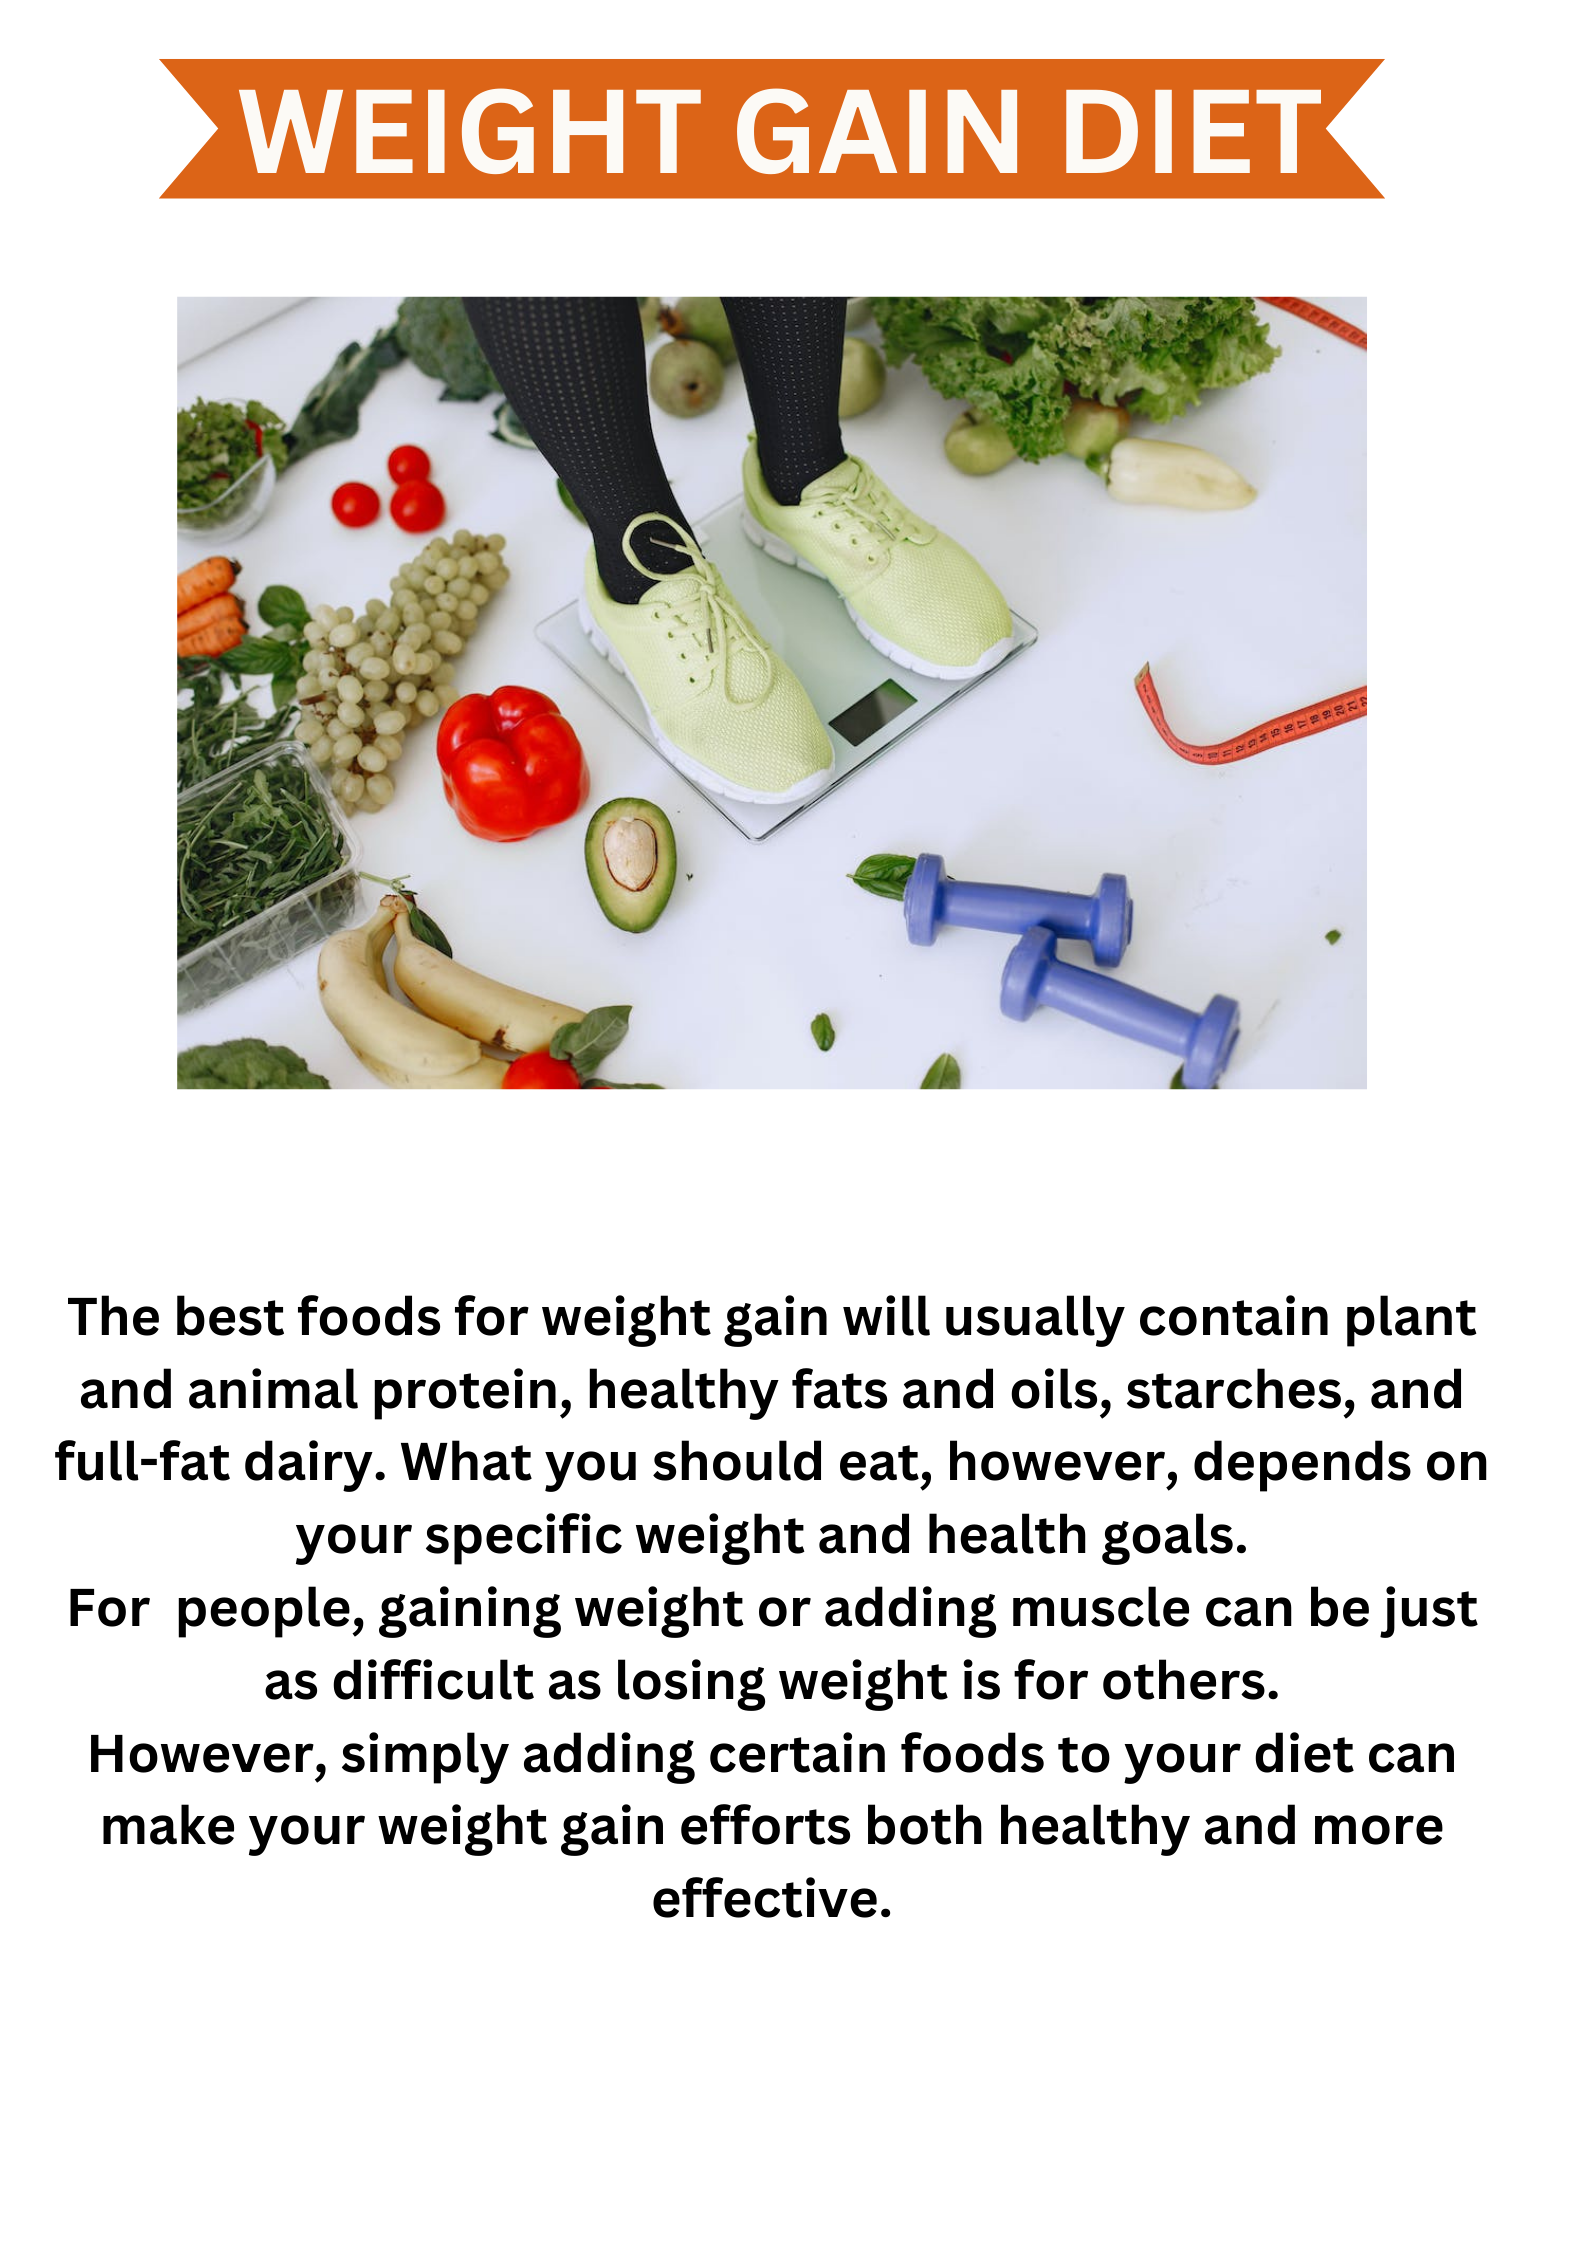 WEIGHT GAIN DIET
The best foods for weight gain will usually contain plant
and animal protein, healthy fats and oils, starches, and
full-fat dairy. What you should eat, however, depends on
your specific weight and health goals.
For  people, gaining weight or adding muscle can be just
as difficult as losing weight is for others.
However, simply adding certain foods to your diet can
make your weight gain efforts both healthy and more
effective.